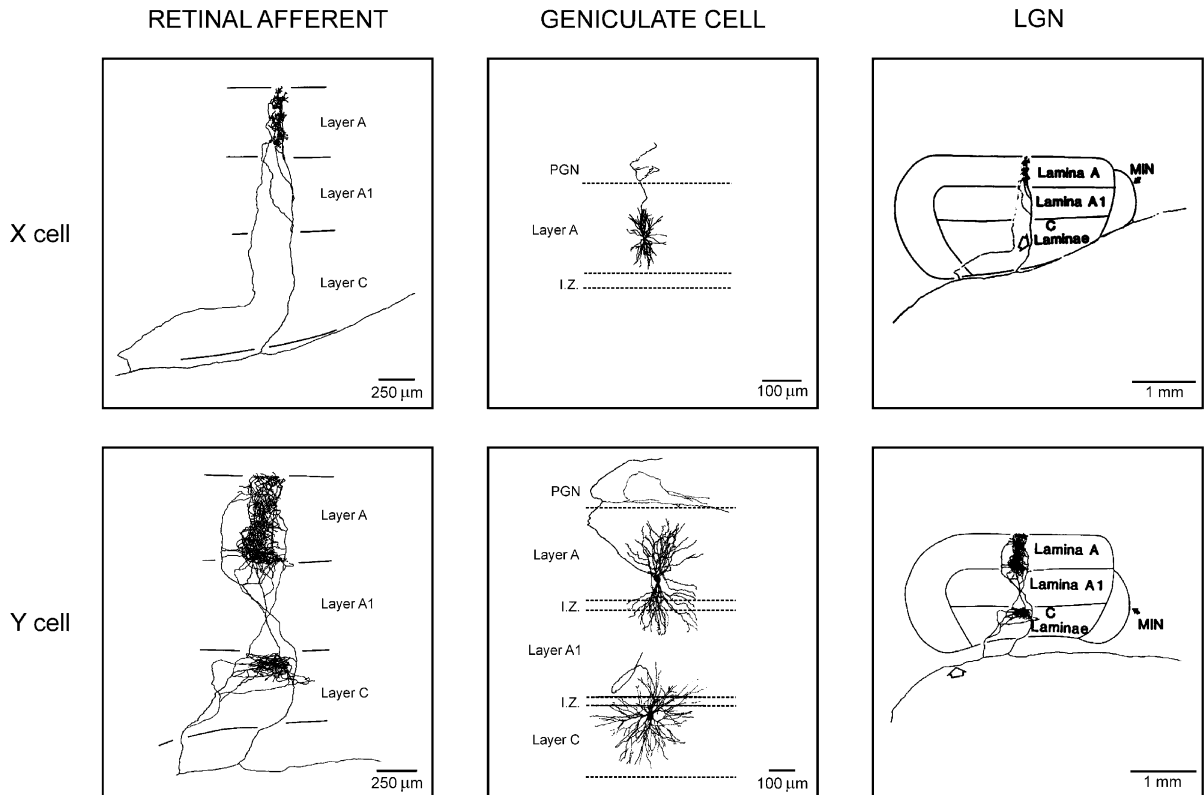 RETINAL AFFERENT
GENICULATE CELL
LGN
X cell
Layer A
Layer A1
Layer C
250 μm
PGN
Layer A
I.Z.
100 μm
Lamina A
MIN
Lamina A1
C
Laminae
1 mm
Y cell
Layer A
Layer A1
Layer C
250 μm
PGN
Layer A
I.Z.
Layer A1
I.Z.
Layer C
100 μm
Lamina A
Lamina A1
C
Laminae
MIN
1 mm